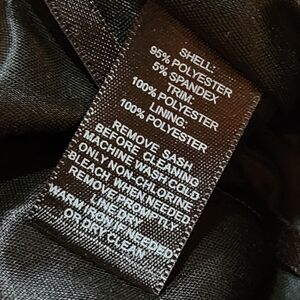 SHELL:
95% POLYESTER
5% SPANDEX
TRIM:
100% POLYESTER
LINING:
100% POLYESTER
REMOVE SASH
BEFORE CLEANING
MACHINE WASH COLD
ONLY NON-CHLORINE
BLEACH WHEN NEEDED
REMOVE PROMPTLY
LINE DRY
WARM IRON IF NEEDED
OR DRY CLEAN